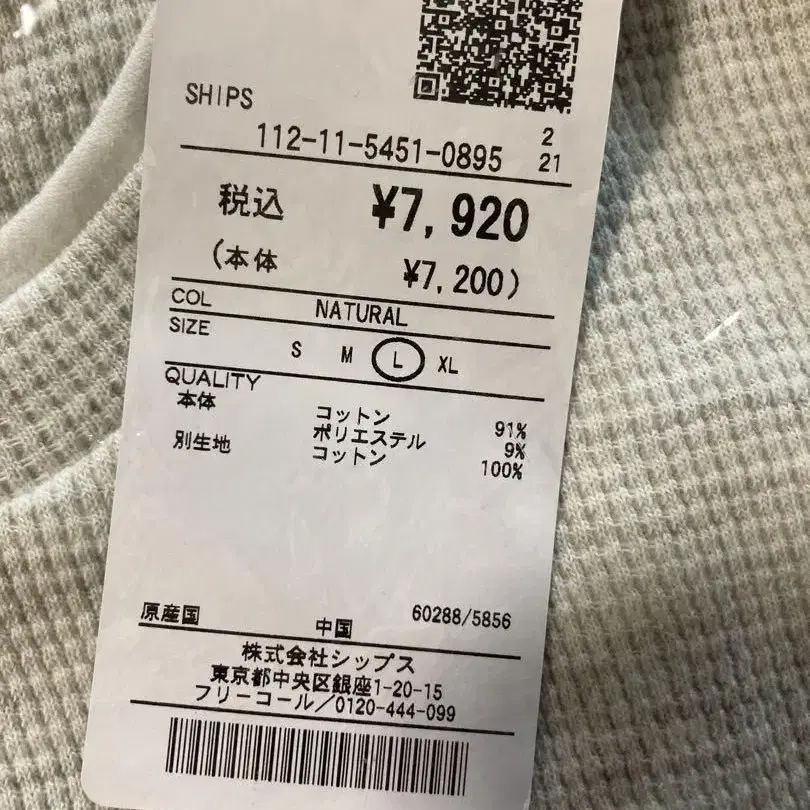 SHIPS
112-11-5451-0895 2
21
税込 ¥7,920
(本体 ¥7,200)
COL NATURAL
SIZE
S M L XL
QUALITY
本体 コットン 91%
ポリエステル 9%
別生地 コットン 100%
原産国 中国 60288/5856
株式会社シップス
東京都中央区銀座1-20-15
フリーコール/0120-444-099